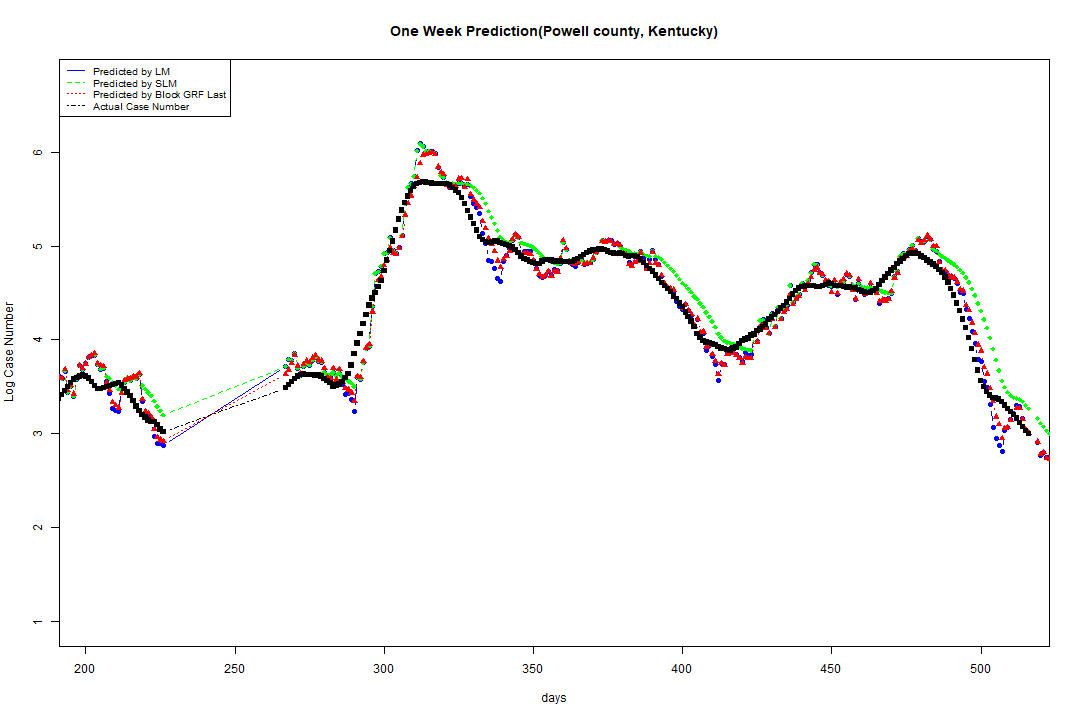 One Week Prediction(Powell county, Kentucky)
Predicted by LM
Predicted by SLM
Predicted by Block GRF Last
Actual Case Number
Log Case Number
6
5
4
3
2
1
200 250 300 350 400 450 500
days